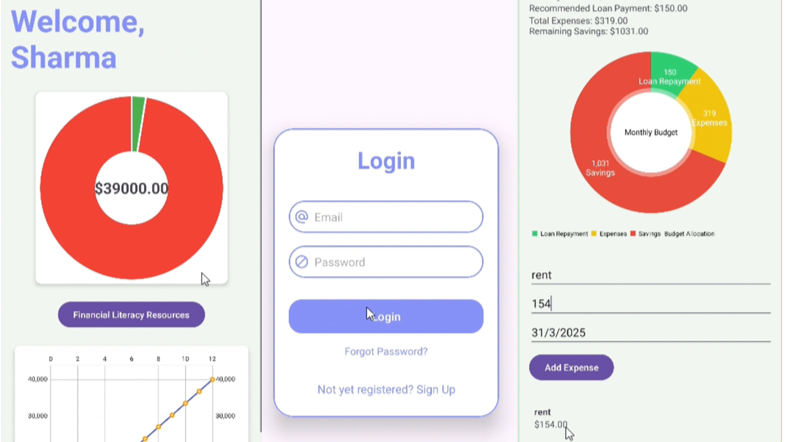 Welcome,
Sharma
$39000.00
Financial Literacy Resources
0 2 4 6 8 10 12
40,000 40,000
30,000 30,000
Login
Email
Password
Login
Forgot Password?
Not yet registered? Sign Up
Recommended Loan Payment: $150.00
Total Expenses: $319.00
Remaining Savings: $1031.00
150
Loan Repayment
319
Expenses
Monthly Budget
1,031
Savings
Loan Repayment Expenses Savings Budget Allocation
rent
154
31/3/2025
Add Expense
rent
$154.00